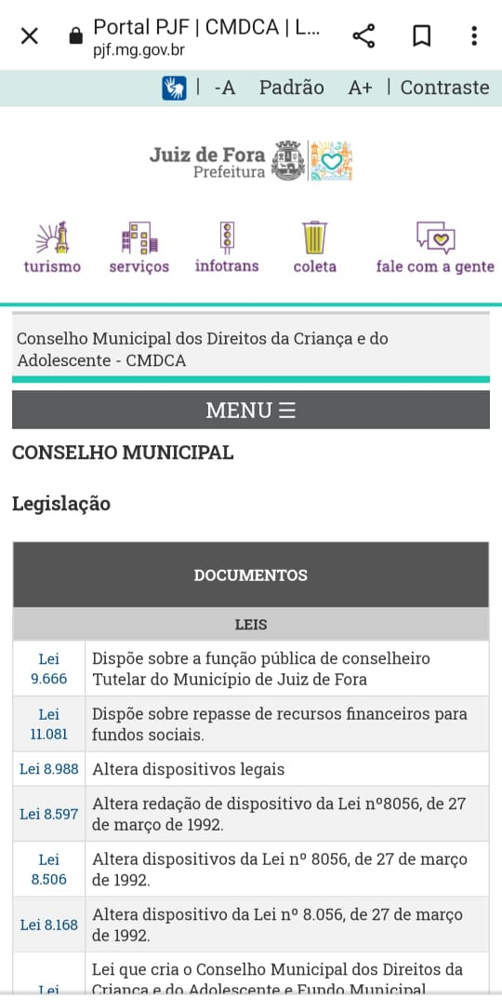 Portal PJF | CMDCA | L...
pjf.mg.gov.br
| -A Padrão A+ | Contraste
Juiz de Fora
Prefeitura
turismo serviços infotrans coleta fale com a gente
Conselho Municipal dos Direitos da Criança e do
Adolescente - CMDCA
MENU ☰
CONSELHO MUNICIPAL
Legislação
DOCUMENTOS
LEIS
Lei
9.666
Dispõe sobre a função pública de conselheiro
Tutelar do Município de Juiz de Fora
Lei
11.081
Dispõe sobre repasse de recursos financeiros para
fundos sociais.
Lei 8.988 Altera dispositivos legais
Lei 8.597
Altera redação de dispositivo da Lei nº8056, de 27
de março de 1992.
Lei
8.506
Altera dispositivos da Lei nº 8056, de 27 de março
de 1992.
Lei 8.168
Altera dispositivo da Lei nº 8.056, de 27 de março
de 1992.
Lei
Lei que cria o Conselho Municipal dos Direitos da
Criança e do Adolescente e Fundo Municipal